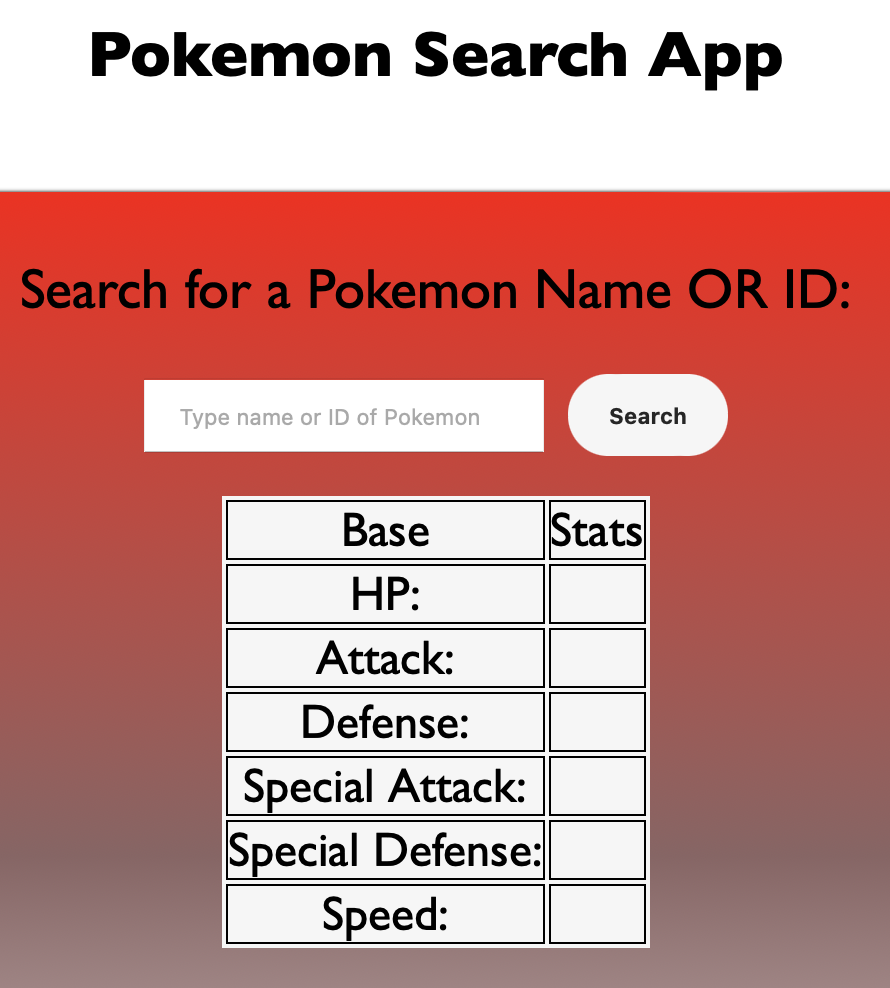 Pokemon Search App
Search for a Pokemon Name OR ID:
Type name or ID of Pokemon Search
Base Stats
HP:
Attack:
Defense:
Special Attack:
Special Defense:
Speed: